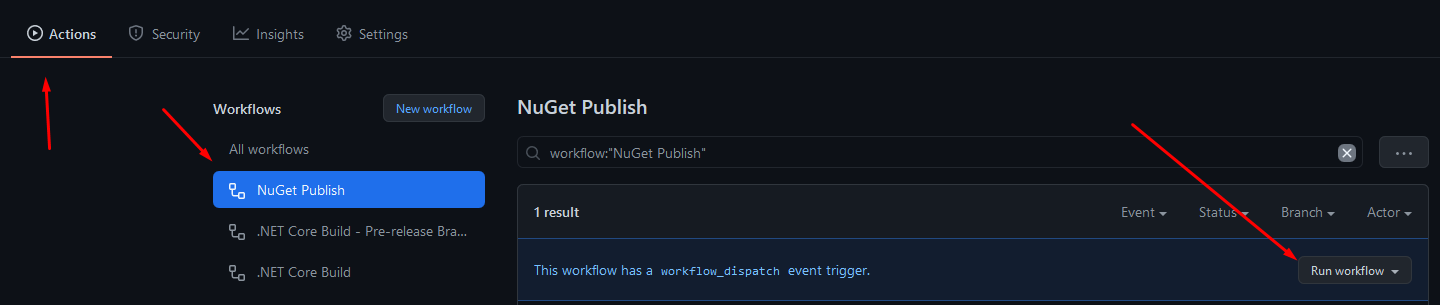 Actions Security Insights Settings
Workflows New workflow
All workflows
NuGet Publish
.NET Core Build - Pre-release Bra...
.NET Core Build
NuGet Publish
workflow:"NuGet Publish"
1 result Event Status Branch Actor
This workflow has a workflow_dispatch event trigger. Run workflow